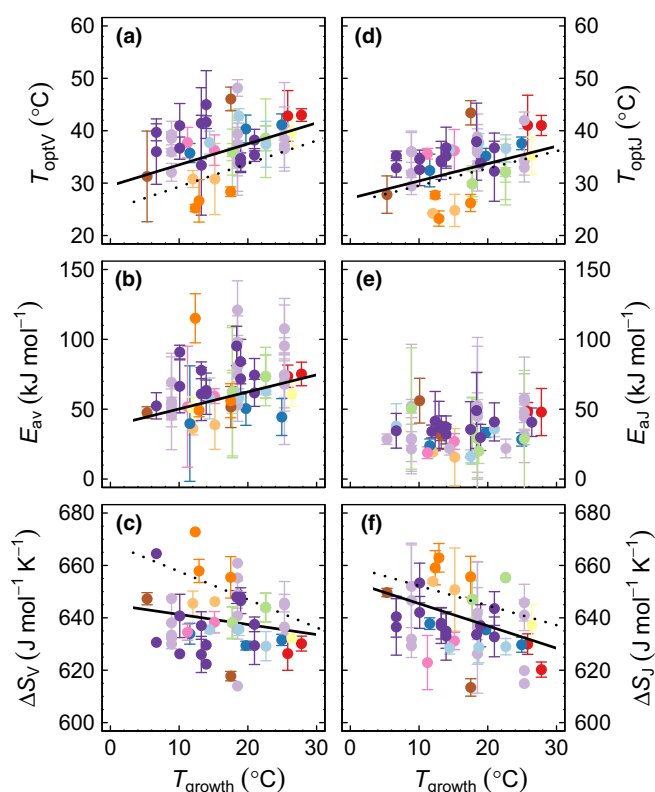 (a)
60
50
40
30
20
T_optV (°C)
(d)
60
50
40
30
20
T_optJ (°C)
(b)
150
100
50
0
E_av (kJ mol⁻¹)
(e)
150
100
50
0
E_aJ (kJ mol⁻¹)
(c)
680
660
640
620
600
ΔS_V (J mol⁻¹ K⁻¹)
(f)
680
660
640
620
600
ΔS_J (J mol⁻¹ K⁻¹)
0 10 20 30
0 10 20 30
T_growth (°C)
T_growth (°C)